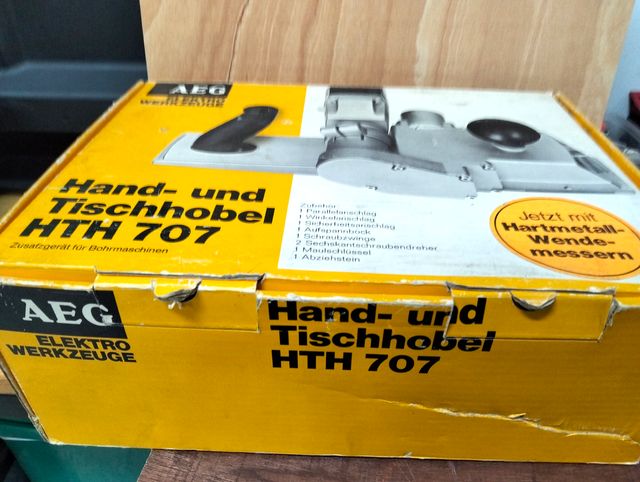 AEG
ELEKTRO
WERKZEUGE
Hand- und
Tischhobel
HTH 707
Zusatzgerät für Bohrmaschinen
Zubehör:
1 Parallelanschlag
1 Winkelanschlag
1 Sicherheitsanschlag
1 Aufspannbock
1 Schraubzwinge
2 Sechskantschraubendreher
1 Maulschlüssel
1 Abziehstein
Jetzt mit
Hartmetall-
Wende-
messern
AEG
ELEKTRO
WERKZEUGE
Hand- und
Tischhobel
HTH 707